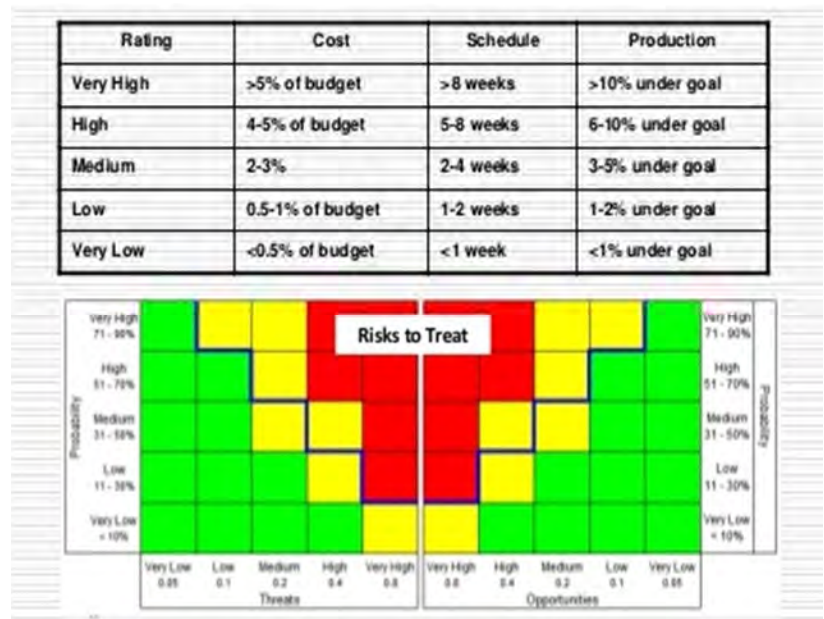 Rating Cost Schedule Production
Very High >5% of budget >8 weeks >10% under goal
High 4-5% of budget 5-8 weeks 6-10% under goal
Medium 2-3% 2-4 weeks 3-5% under goal
Low 0.5-1% of budget 1-2 weeks 1-2% under goal
Very Low <0.5% of budget <1 week <1% under goal
Risks to Treat
Probability
Very High
71 - 90%
High
51 - 70%
Medium
31 - 50%
Low
11 - 30%
Very Low
< 10%
Very High
71 - 90%
High
51 - 70%
Medium
31 - 50%
Low
11 - 30%
Very Low
< 10%
Probability
Very Low Low Medium High Very High Very High High Medium Low Very Low
0.05 0.1 0.2 0.4 0.8 0.8 0.4 0.2 0.1 0.05
Threats Opportunities